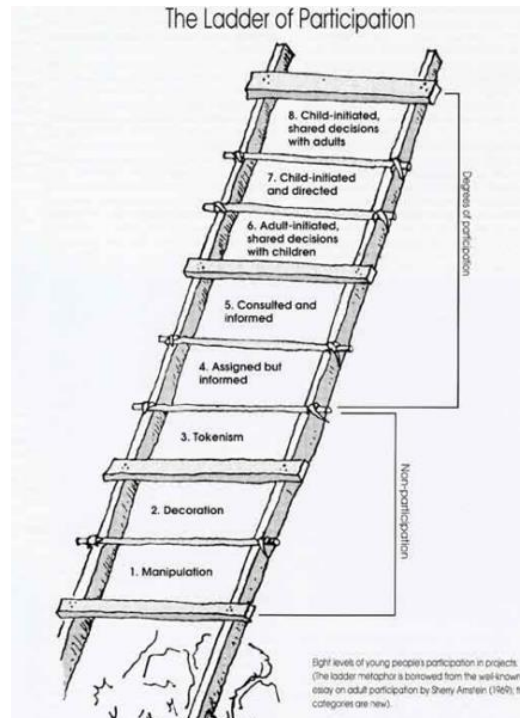 The Ladder of Participation
8. Child-initiated,
shared decisions
with adults
7. Child-initiated
and directed
6. Adult-initiated,
shared decisions
with children
5. Consulted and
informed
4. Assigned but
informed
3. Tokenism
2. Decoration
1. Manipulation
Degrees of participation
Non-participation
Eight levels of young people's participation in projects.
(The ladder metaphor is borrowed from the well-known
essay on adult participation by Sherry Arnstein (1969);
categories are new).